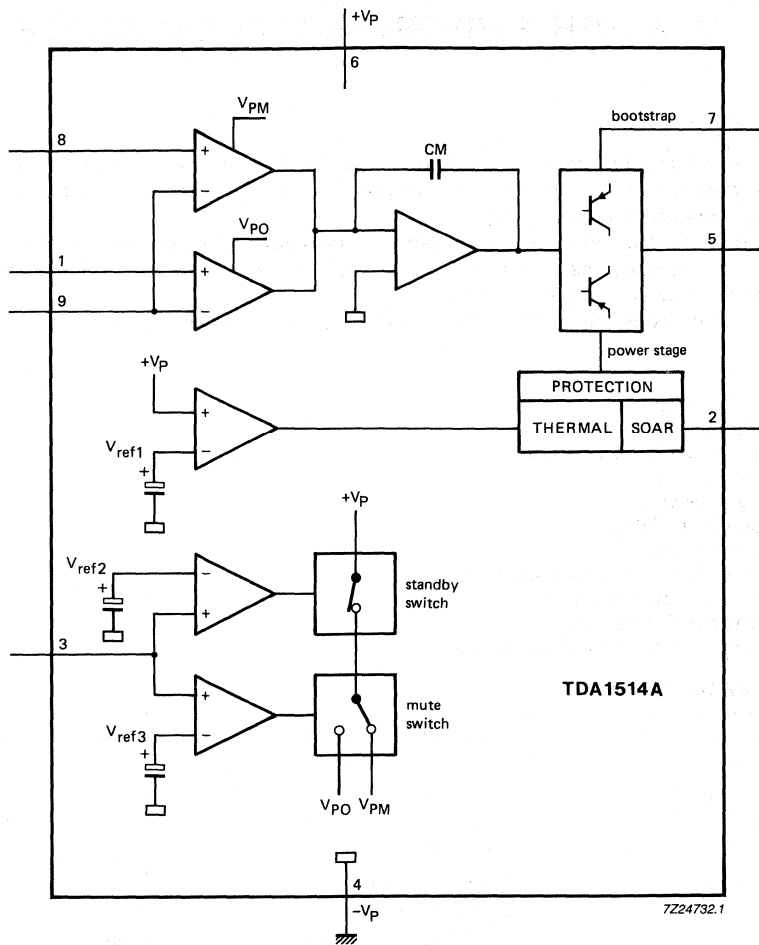 +VP
6
VPM
bootstrap 7
8
CM
+
−
VPO
5
1
+
9
−
power stage
+VP
PROTECTION
+
THERMAL SOAR 2
Vref1
−
+
+VP
Vref2
−
standby
switch
+
+
3
TDA1514A
+
mute
switch
Vref3
−
+
VPO VPM
4
−VP
7Z24732.1